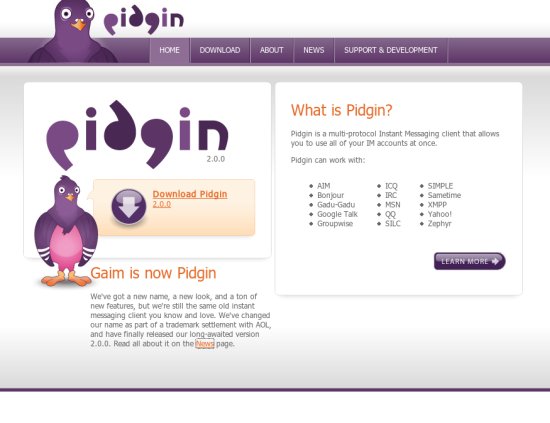 pidgin
HOME
DOWNLOAD
ABOUT
NEWS
SUPPORT & DEVELOPMENT
pidgin
2.0.0
Download Pidgin
2.0.0
Gaim is now Pidgin
We've got a new name, a new look, and a ton of
new features, but we're still the same old instant
messaging client you know and love. We've changed
our name as part of a trademark settlement with AOL,
and have finally released our long-awaited version
2.0.0. Read all about it on the News page.
What is Pidgin?
Pidgin is a multi-protocol Instant Messaging client that allows
you to use all of your IM accounts at once.
Pidgin can work with:
AIM
Bonjour
Gadu-Gadu
Google Talk
Groupwise
ICQ
IRC
MSN
QQ
SILC
SIMPLE
Sametime
XMPP
Yahoo!
Zephyr
LEARN MORE